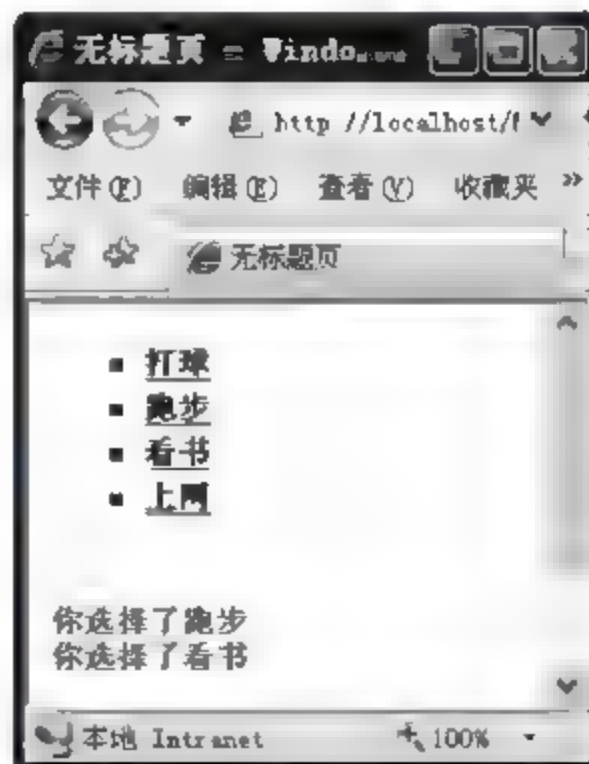 无标题页 - Windo
http://localhost/
文件(F) 编辑(E) 查看(V) 收藏夹 »
无标题页
打球
跑步
看书
上网
你选择了跑步
你选择了看书
本地 Intranet 100%